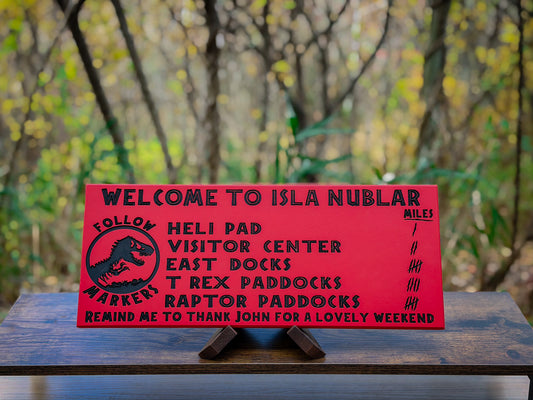 WELCOME TO ISLA NUBLAR
MILES
FOLLOW
MARKERS
HELI PAD
VISITOR CENTER
EAST DOCKS
T REX PADDOCKS
RAPTOR PADDOCKS
REMIND ME TO THANK JOHN FOR A LOVELY WEEKEND